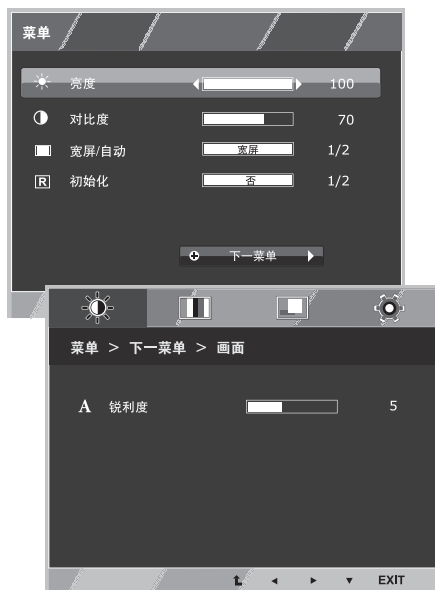 菜单
亮度 100
对比度 70
宽屏/自动 宽屏 1/2
R 初始化 否 1/2
下一菜单
菜单 > 下一菜单 > 画面
A 锐利度 5
EXIT